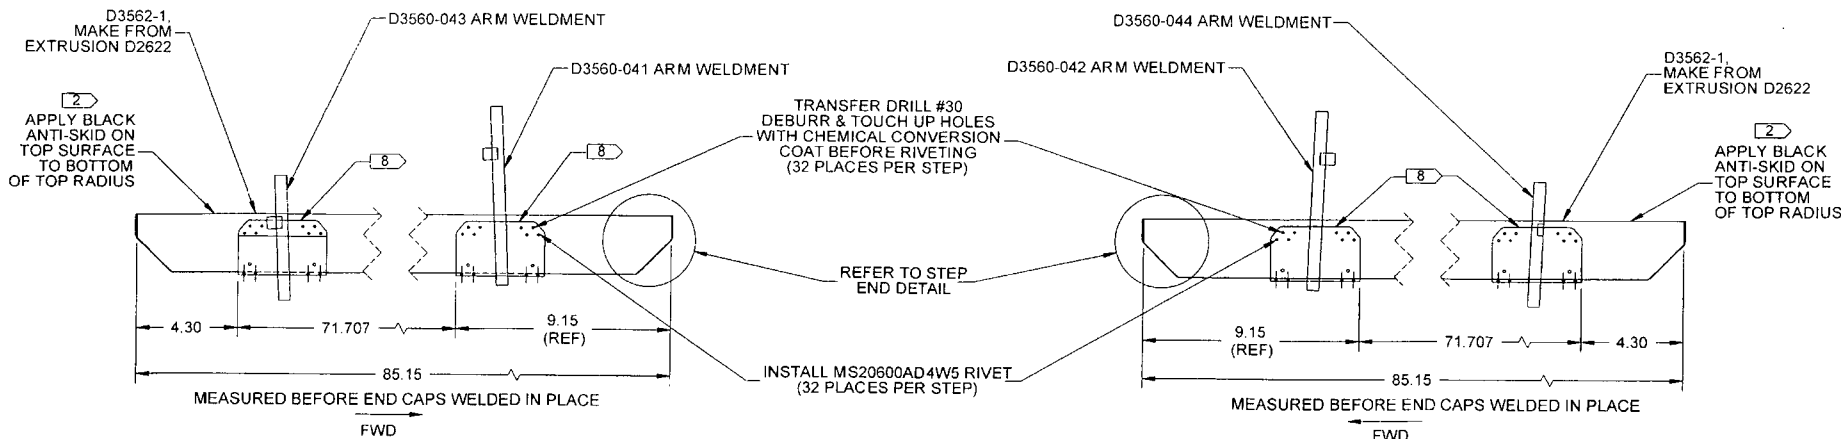 D3562-1,
MAKE FROM
EXTRUSION D2622
D3560-043 ARM WELDMENT
D3560-041 ARM WELDMENT
2
APPLY BLACK
ANTI-SKID ON
TOP SURFACE
TO BOTTOM
OF TOP RADIUS
8
8
TRANSFER DRILL #30
DEBURR & TOUCH UP HOLES
WITH CHEMICAL CONVERSION
COAT BEFORE RIVETING
(32 PLACES PER STEP)
REFER TO STEP
END DETAIL
INSTALL MS20600AD4W5 RIVET
(32 PLACES PER STEP)
4.30
71.707
9.15
(REF)
85.15
MEASURED BEFORE END CAPS WELDED IN PLACE
FWD
D3560-044 ARM WELDMENT
D3560-042 ARM WELDMENT
D3562-1,
MAKE FROM
EXTRUSION D2622
2
APPLY BLACK
ANTI-SKID ON
TOP SURFACE
TO BOTTOM
OF TOP RADIUS
8
9.15
(REF)
71.707
4.30
85.15
MEASURED BEFORE END CAPS WELDED IN PLACE
FWD